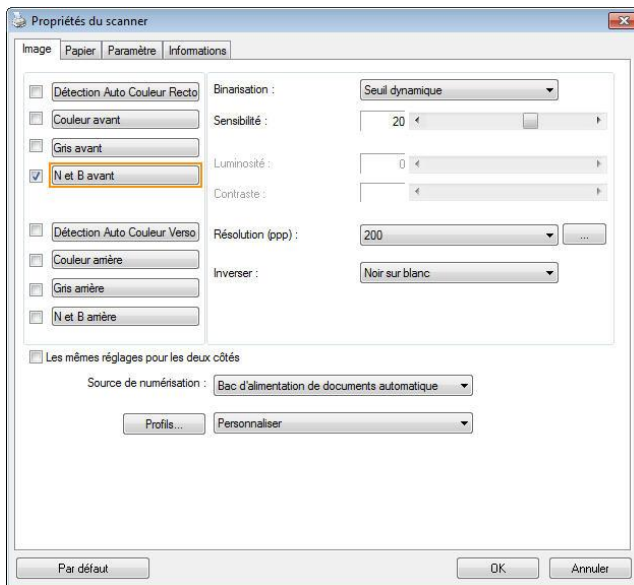 Propriétés du scanner
Image Papier Paramètre Informations
Détection Auto Couleur Recto
Couleur avant
Gris avant
N et B avant
Détection Auto Couleur Verso
Couleur arrière
Gris arrière
N et B arrière
Binarisation : Seuil dynamique
Sensibilité : 20
Luminosité : 0
Contraste :
Résolution (ppp) : 200 ...
Inverser : Noir sur blanc
Les mêmes réglages pour les deux côtés
Source de numérisation : Bac d'alimentation de documents automatique
Profils... Personnaliser
Par défaut OK Annuler